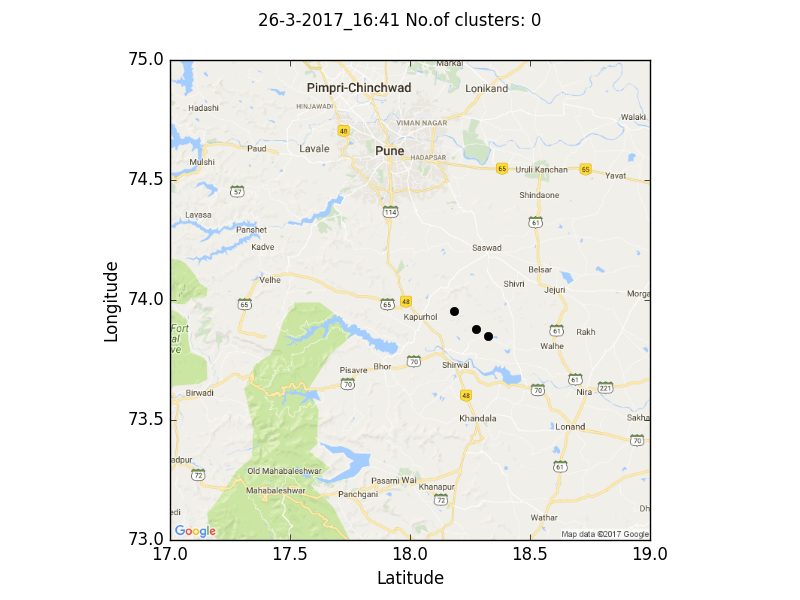 26-3-2017_16:41 No.of clusters: 0
75.0
Markal
Pimpri-Chinchwad
Lonikand
Hadashi
HINJAWADI
VIMAN NAGAR
Walaki
48
Paud
Lavale
Pune
HADAPSAR
Mulshi
65
Uruli Kanchan
65
Yavat
74.5
57
Shindaone
Lavasa
114
61
Panshet
Kadve
Saswad
Belsar
Velhe
Shivri
Jejuri
Morga
74.0
65
65
48
Kapurhol
Fort
al
ve
61
Rakh
Walhe
70
Bhor
Shirwal
Pisavre
70
61
221
Birwadi
48
70
Nira
73.5
Khandala
Lonand
Sakha
70
adpur
61
72
Old Mahabaleshwar
Pasarni Wai
Khanapur
Mahabaleshwar
Panchgani
72
edi
Wathar
Dh
Google
Map data ©2017 Google
73.0
17.0
17.5
18.0
18.5
19.0
Latitude
Longitude